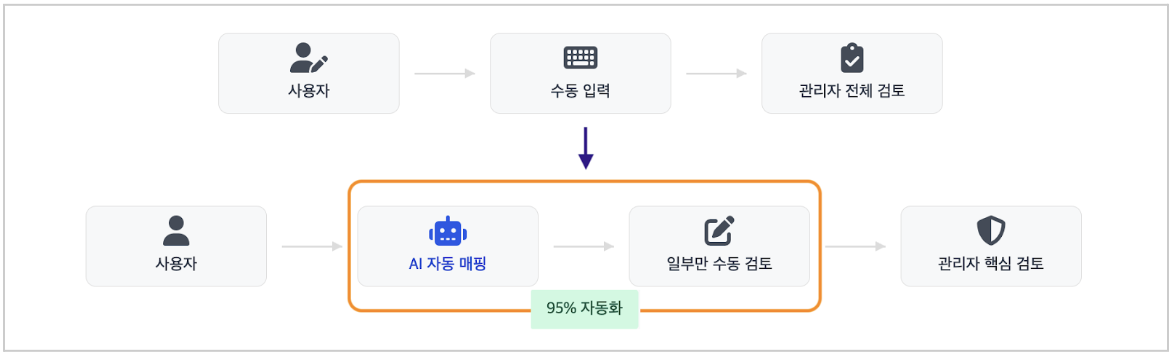 사용자
수동 입력
관리자 전체 검토
사용자
AI 자동 매핑
일부만 수동 검토
관리자 핵심 검토
95% 자동화